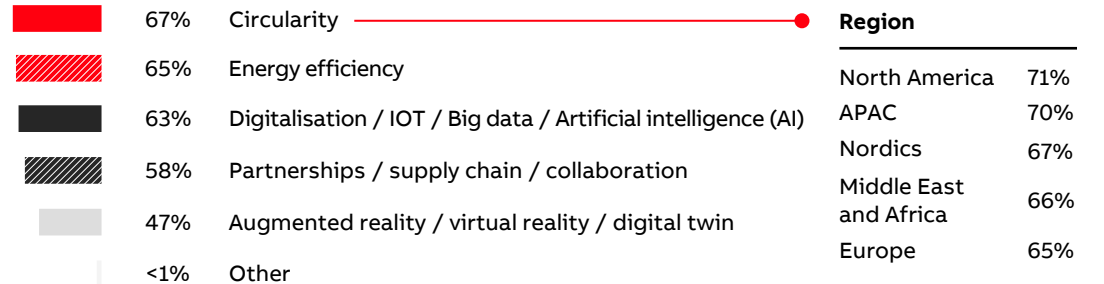 67% Circularity
65% Energy efficiency
63% Digitalisation / IOT / Big data / Artificial intelligence (AI)
58% Partnerships / supply chain / collaboration
47% Augmented reality / virtual reality / digital twin
<1% Other
Region
North America 71%
APAC 70%
Nordics 67%
Middle East
and Africa 66%
Europe 65%